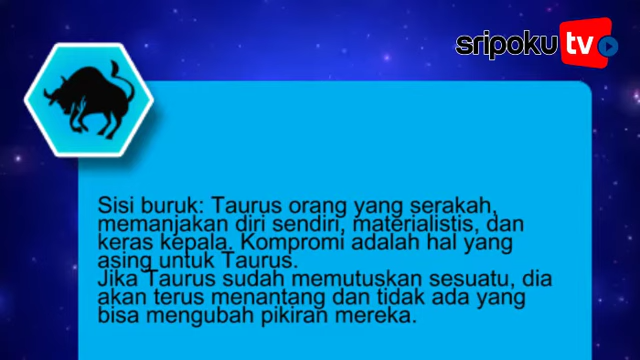 sripoku tv
Sisi buruk: Taurus orang yang serakah,
memanjakan diri sendiri, materialistis, dan
keras kepala. Kompromi adalah hal yang
asing untuk Taurus.
Jika Taurus sudah memutuskan sesuatu, dia
akan terus menantang dan tidak ada yang
bisa mengubah pikiran mereka.